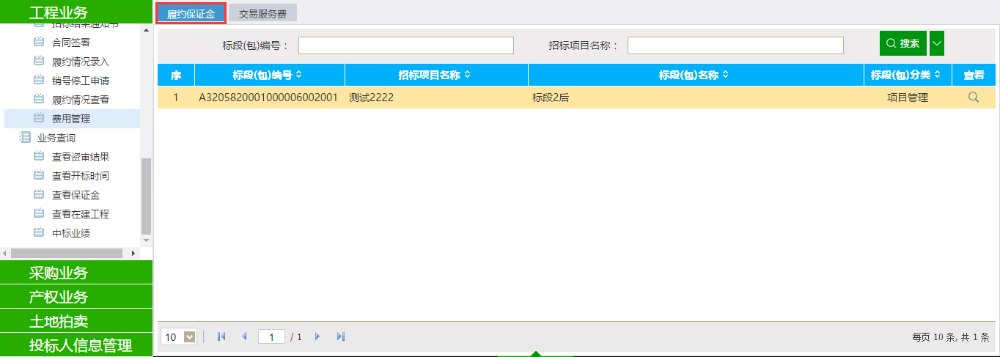 工程业务
招标结果通知书
合同签署
履约情况录入
销号停工申请
履约情况查看
费用管理
业务查询
查看资审结果
查看开标时间
查看保证金
查看在建工程
中标业绩
采购业务
产权业务
土地拍卖
投标人信息管理
履约保证金 交易服务费
标段(包)编号： 招标项目名称： 搜索
序 标段(包)编号 招标项目名称 标段(包)名称 标段(包)分类 查看
1 A3205820001000006002001 测试2222 标段2后 项目管理
10 1 / 1 每页 10 条, 共 1 条